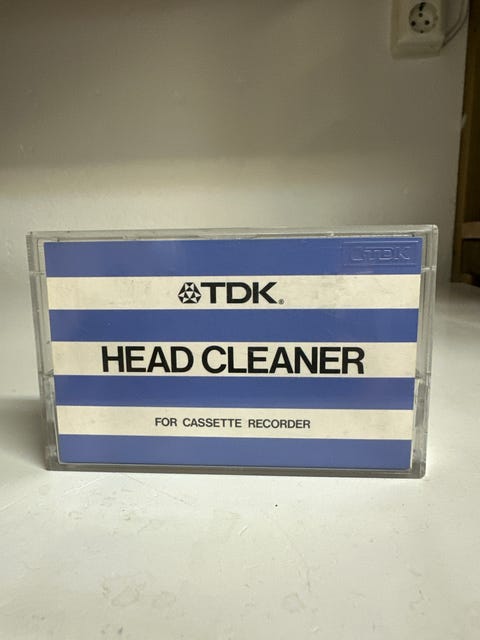 TDK
TDK®
HEAD CLEANER
FOR CASSETTE RECORDER